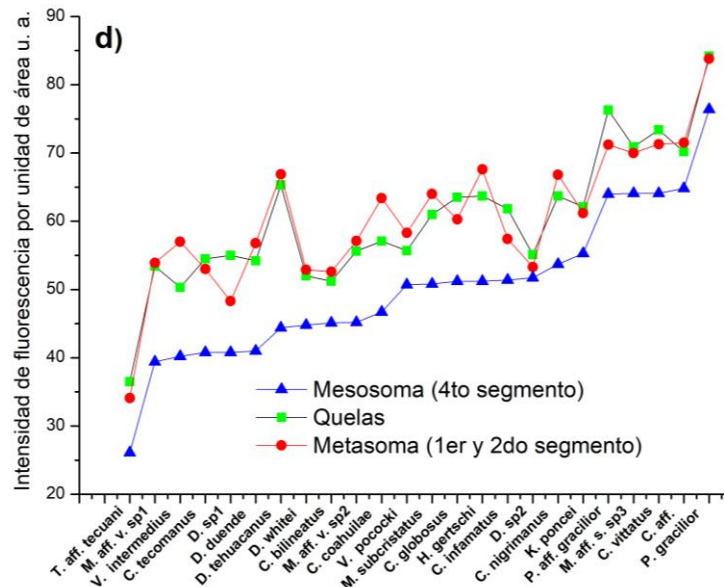 d)
Intensidad de fluorescencia por unidad de área u. a.
90
80
70
60
50
40
30
20
Mesosoma (4to segmento)
Quelas
Metasoma (1er y 2do segmento)
T. aff. tecuani
M. aff. v. sp1
V. intermedius
C. tecomanus
D. sp1
D. duende
D. tehuacanus
D. whitei
C. bilineatus
M. aff. v. sp2
C. coahuilae
V. pococki
M. subcristatus
C. globosus
H. gertschi
C. infamatus
D. sp2
C. nigrimanus
K. poncei
P. aff. gracilior
M. aff. s. sp3
C. vittatus
C. aff.
P. gracilior